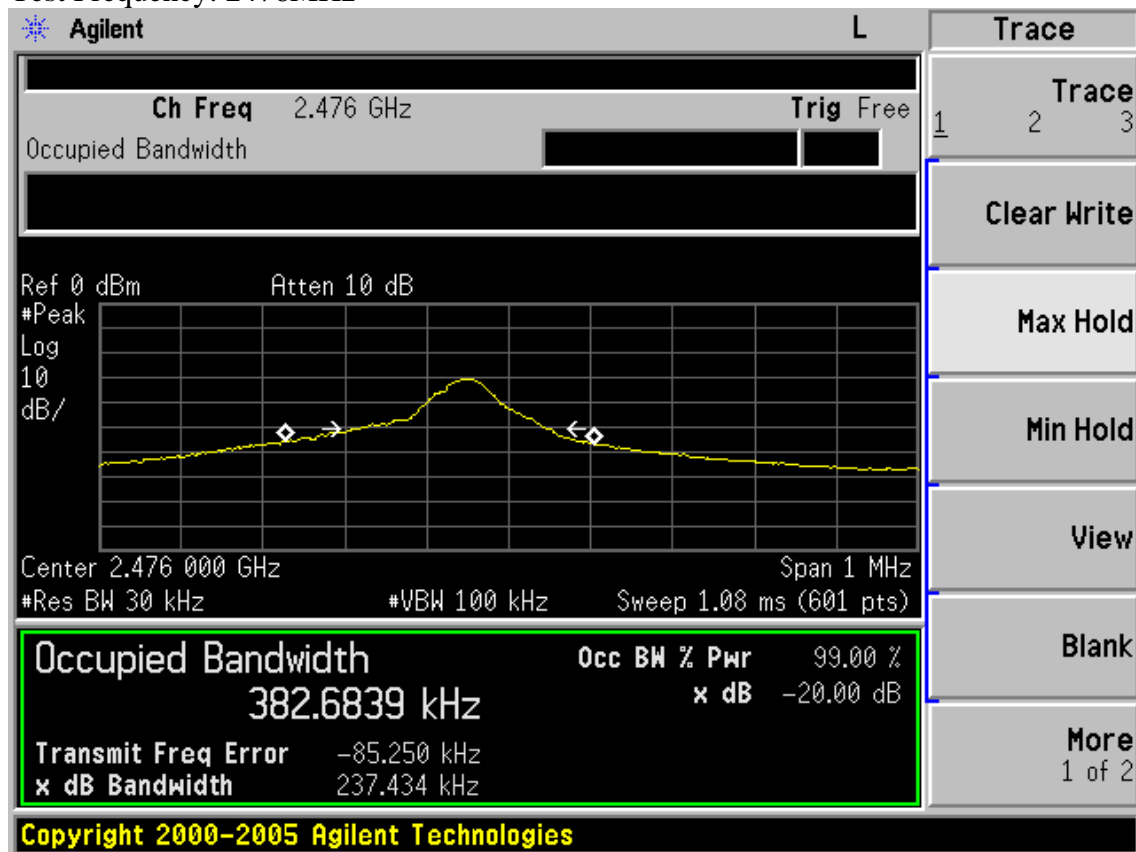 Agilent L Trace
Ch Freq 2.476 GHz Trig Free
Occupied Bandwidth
Trace
1 2 3
Clear Write
Max Hold
Min Hold
View
Blank
More
1 of 2
Ref 0 dBm Atten 10 dB
#Peak
Log
10
dB/
Center 2.476 000 GHz Span 1 MHz
#Res BW 30 kHz #VBW 100 kHz Sweep 1.08 ms (601 pts)
Occupied Bandwidth Occ BW % Pwr 99.00 %
382.6839 kHz x dB -20.00 dB
Transmit Freq Error -85.250 kHz
x dB Bandwidth 237.434 kHz
Copyright 2000-2005 Agilent Technologies